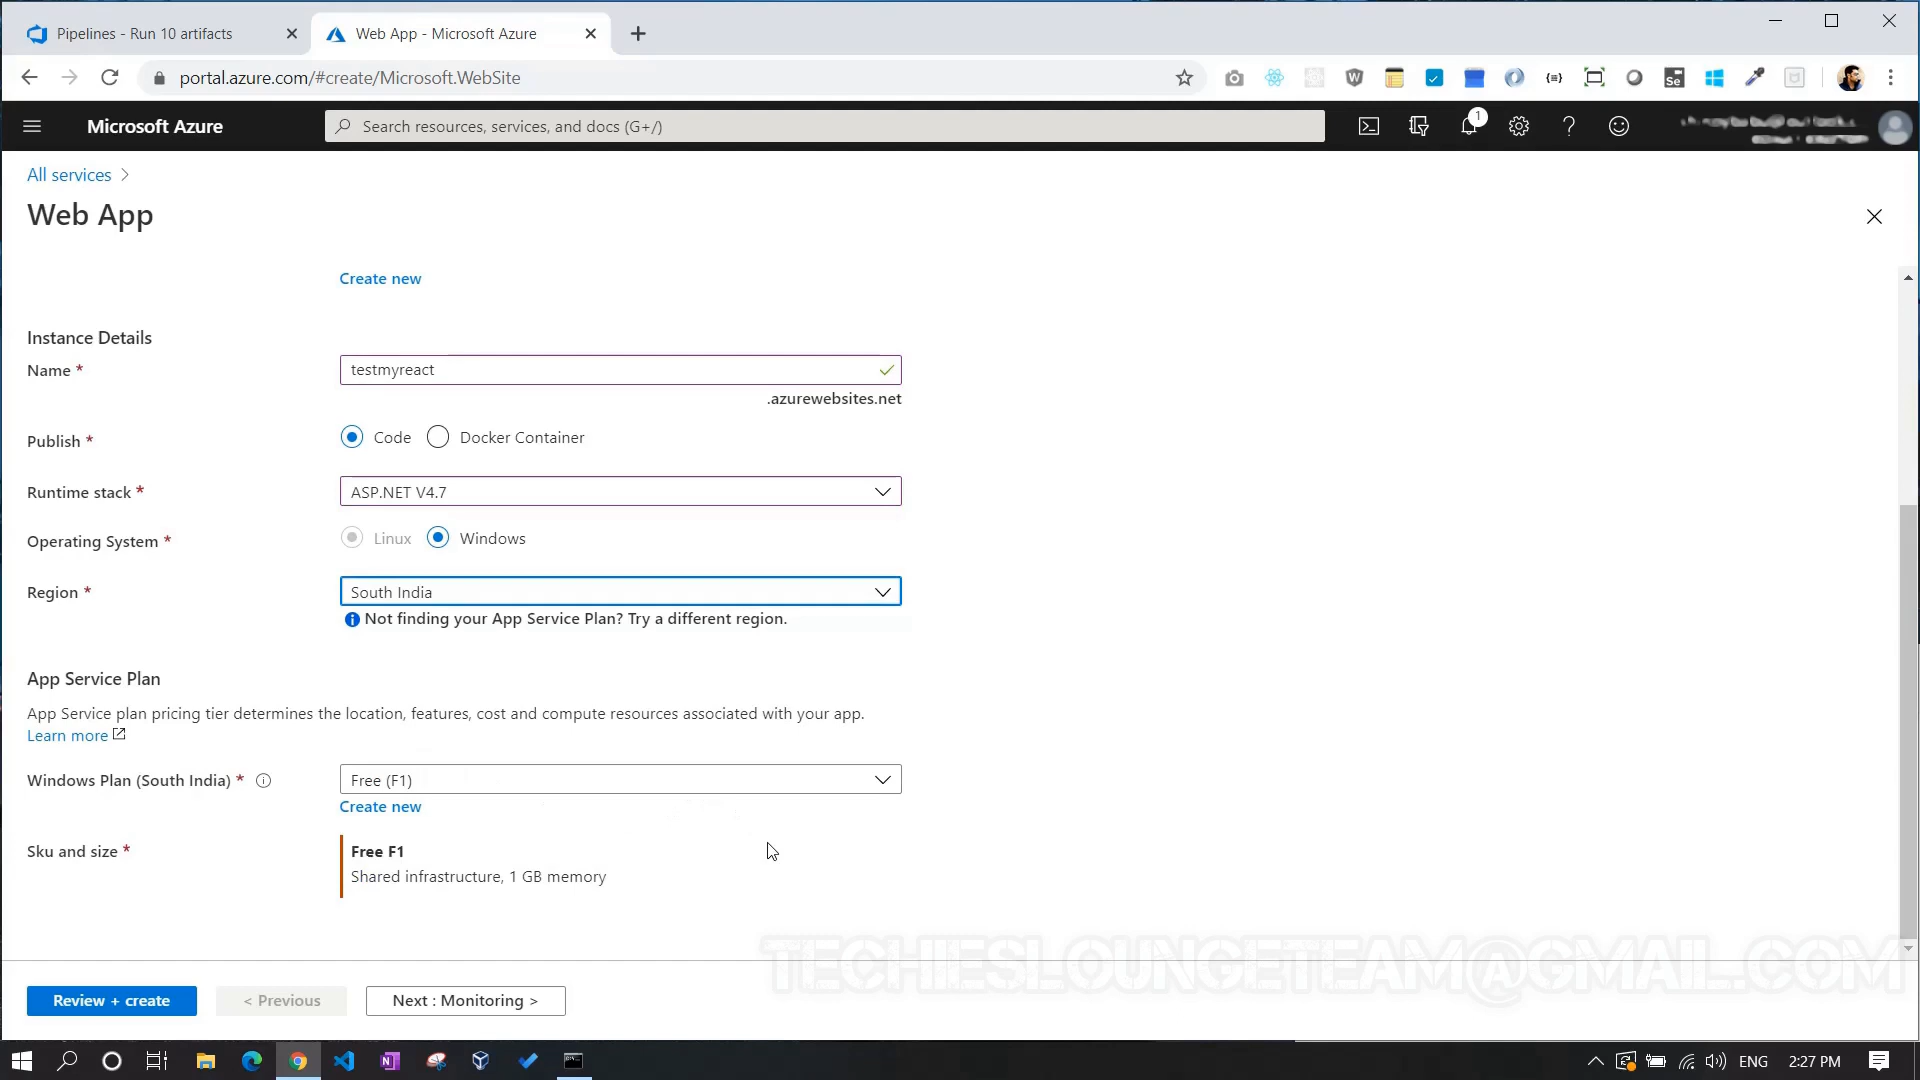 Pipelines - Run 10 artifacts
Web App - Microsoft Azure
portal.azure.com/#create/Microsoft.WebSite
Se
Microsoft Azure
Search resources, services, and docs (G+/)
1
All services
Web App
Create new
Instance Details
Name *
testmyreact
.azurewebsites.net
Publish *
Code
Docker Container
Runtime stack *
ASP.NET V4.7
Operating System *
Linux
Windows
Region *
South India
Not finding your App Service Plan? Try a different region.
App Service Plan
App Service plan pricing tier determines the location, features, cost and compute resources associated with your app.
Learn more
Windows Plan (South India) *
Free (F1)
Create new
Sku and size *
Free F1
Shared infrastructure, 1 GB memory
TECHIESLOUNGETEAM@GMAIL.COM
Review + create
< Previous
Next : Monitoring >
ENG
2:27 PM